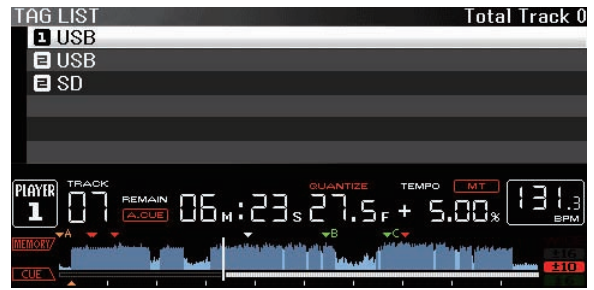 TAG LIST Total Track 0
1 USB
2 USB
2 SD
PLAYER 1
TRACK 07
REMAIN A.CUE 06M:23S 27.5F
QUANTIZE
TEMPO MT +5.00%
131.3 BPM
A B C
MEMORY
CUE
±16
±10